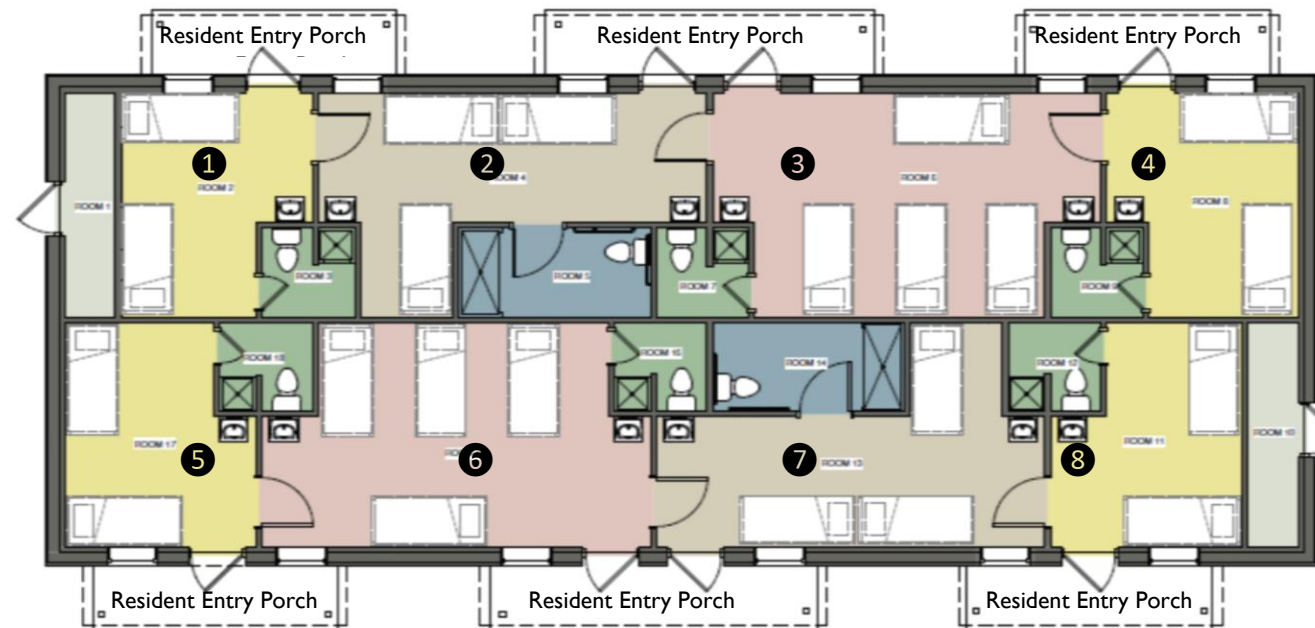 Resident Entry Porch
Resident Entry Porch
Resident Entry Porch
1
2
3
4
ROOM 1
ROOM 2
ROOM 4
ROOM 6
ROOM 8
ROOM 3
ROOM 5
ROOM 7
ROOM 9
ROOM 18
ROOM 15
ROOM 14
ROOM 12
ROOM 17
ROOM 13
ROOM 11
ROOM 10
5
6
7
8
Resident Entry Porch
Resident Entry Porch
Resident Entry Porch